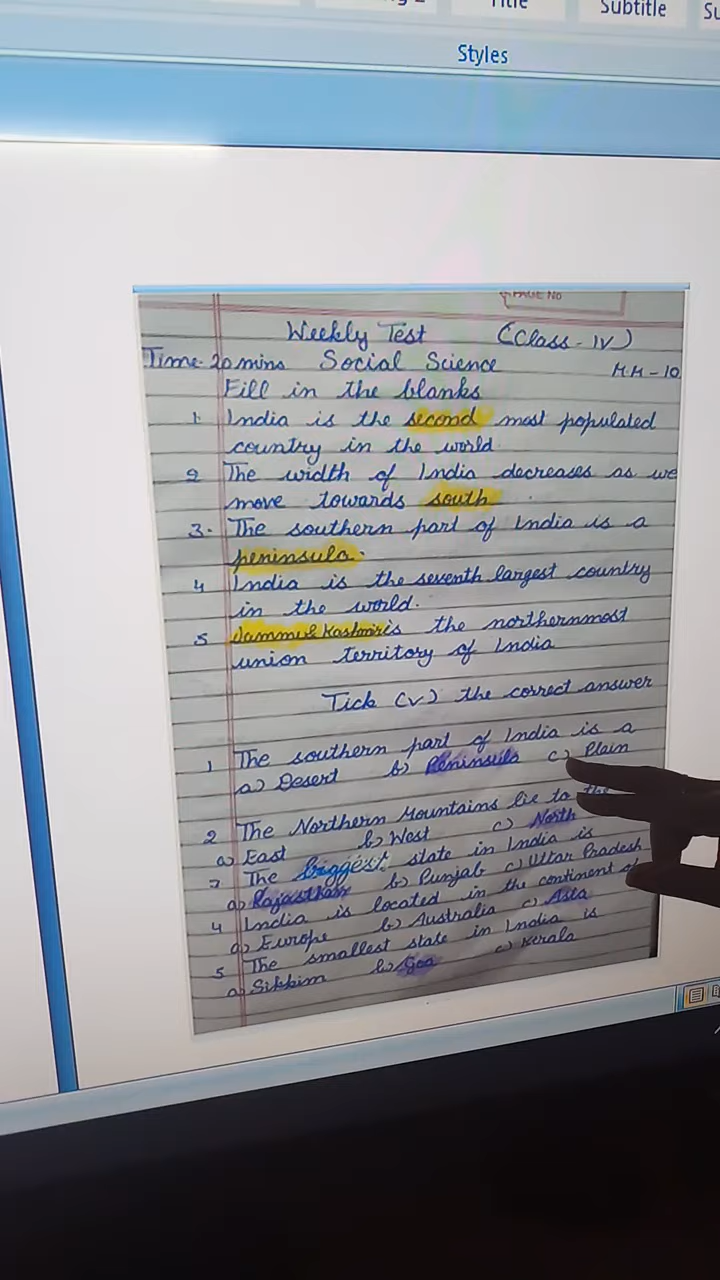 Title
Subtitle
Su
Styles
PAGE No
Weekly Test (Class-IV)
Time-20 mins Social Science MM-10
Fill in the blanks
1. India is the second most populated
country in the world.
2 The width of India decreases as we
move towards south.
3. The southern part of India is a
peninsula.
4 India is the seventh largest country
in the world.
5 Jammu & Kashmir is the northernmost
union territory of India
Tick (✓) the correct answer
1 The southern part of India is a
a) Desert b) Peninsula c) Plain
2 The Northern Mountains lie to the
a) East b) West c) North
3 The biggest state in India is
a) Rajasthan b) Punjab c) Uttar Pradesh
4 India is located in the continent of
a) Europe b) Australia c) Asia
5 The smallest state in India is
a) Sikkim b) Goa c) Kerala